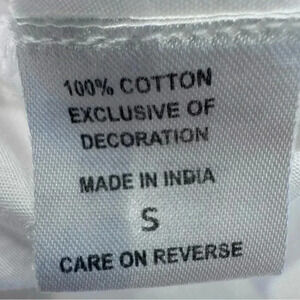 100% COTTON
EXCLUSIVE OF
DECORATION
MADE IN INDIA
S
CARE ON REVERSE